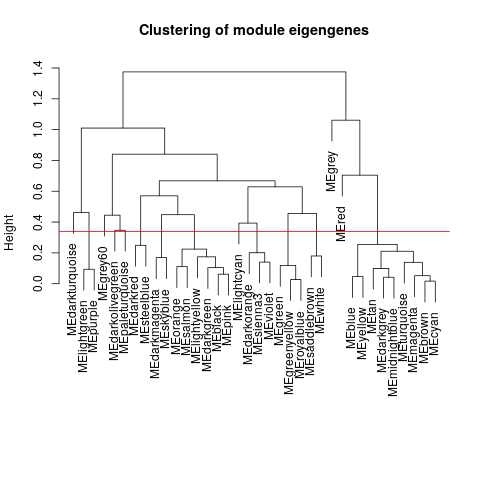 Clustering of module eigengenes
Height
1.4
1.2
1.0
0.8
0.6
0.4
0.2
0.0
MEdarkturquoise
MElightgreen
MEpurple
MEgrey60
MEdarkolivegreen
MEpaleturquoise
MEdarkred
MEsteelblue
MEdarkmagenta
MEskyblue
MEorange
MEsalmon
MElightyellow
MEdarkgreen
MEblack
MEpink
MElightcyan
MEdarkorange
MEsienna3
MEviolet
MEgreen
MEgreenyellow
MEroyalblue
MEsaddlebrown
MEwhite
MEgrey
MEred
MEblue
MEyellow
MEtan
MEdarkgrey
MEmidnightblue
MEturquoise
MEmagenta
MEbrown
MEcyan